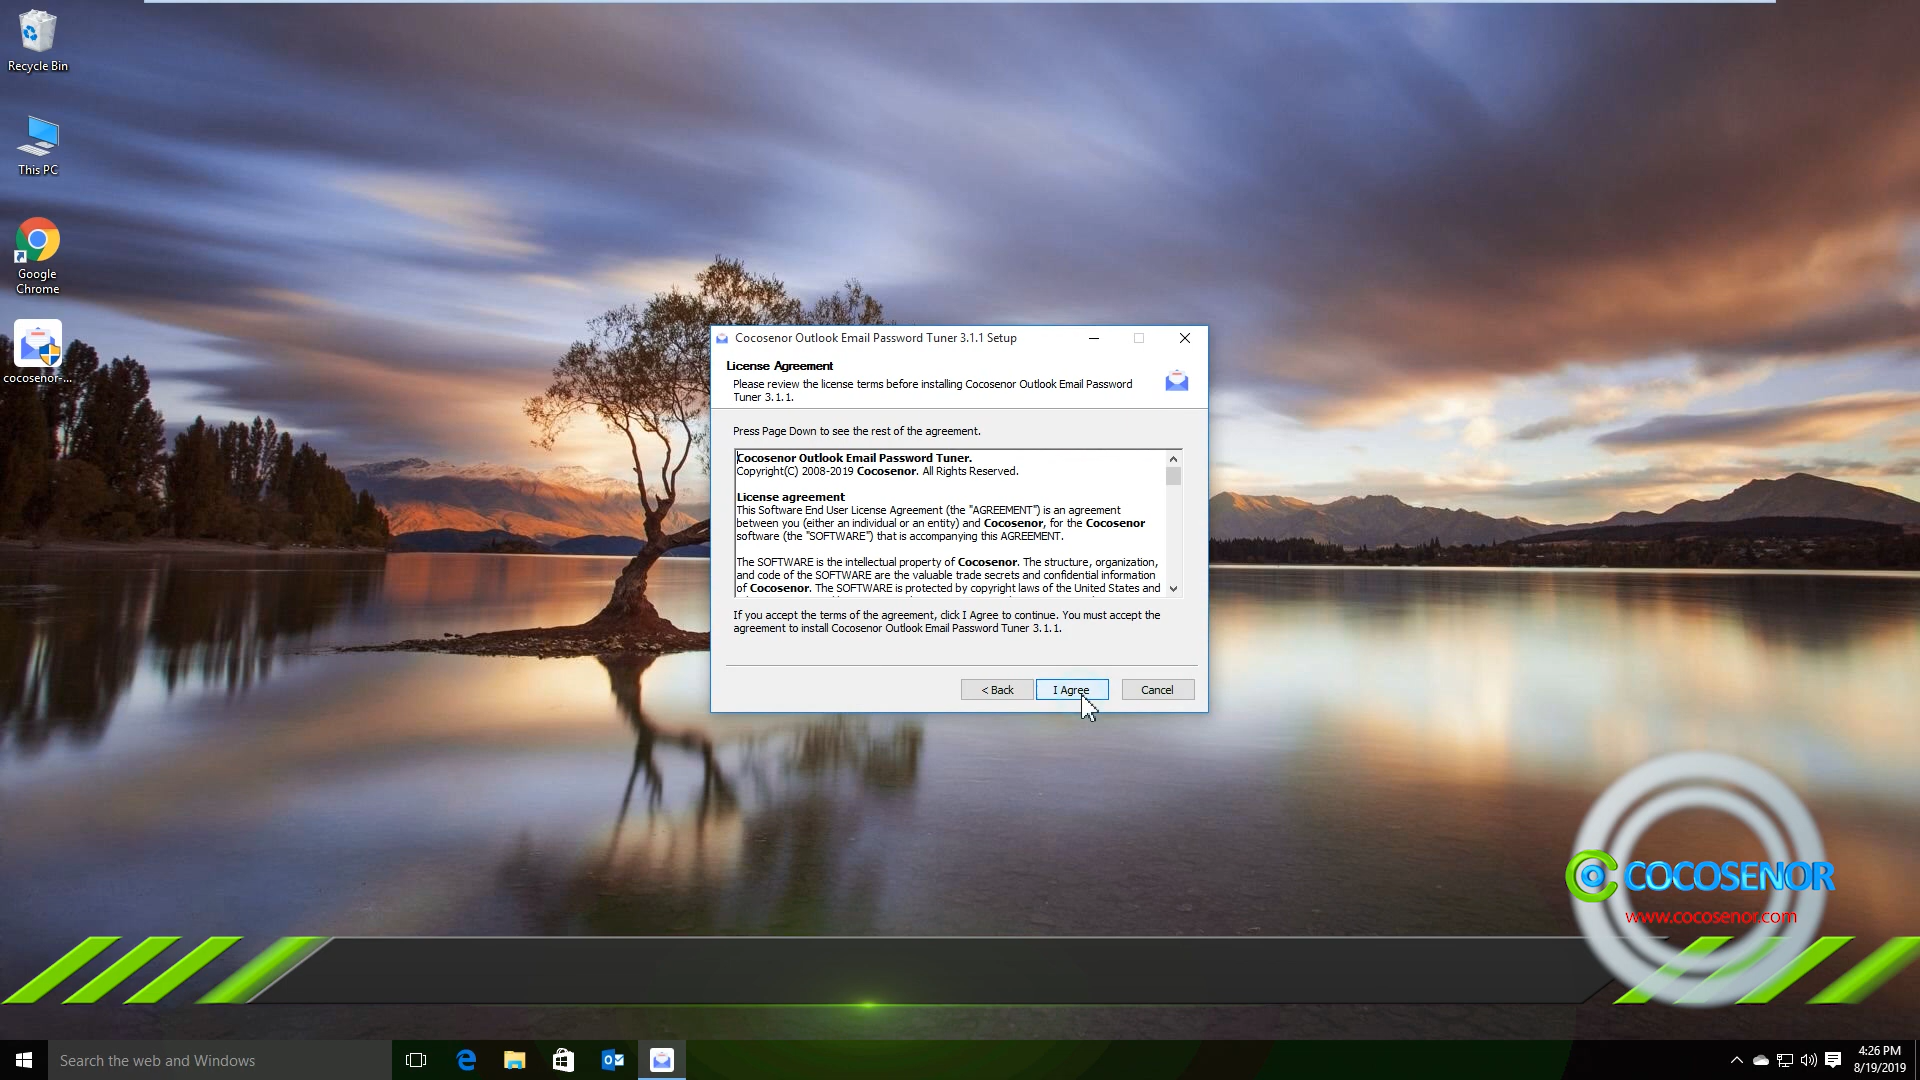 Recycle Bin
This PC
Google
Chrome
cocosenor-...
Cocosenor Outlook Email Password Tuner 3.1.1 Setup
License Agreement
Please review the license terms before installing Cocosenor Outlook Email Password
Tuner 3.1.1.
Press Page Down to see the rest of the agreement.
Cocosenor Outlook Email Password Tuner.
Copyright(C) 2008-2019 Cocosenor. All Rights Reserved.
License agreement
This Software End User License Agreement (the "AGREEMENT") is an agreement
between you (either an individual or an entity) and Cocosenor, for the Cocosenor
software (the "SOFTWARE") that is accompanying this AGREEMENT.
The SOFTWARE is the intellectual property of Cocosenor. The structure, organization,
and code of the SOFTWARE are the valuable trade secrets and confidential information
of Cocosenor. The SOFTWARE is protected by copyright laws of the United States and
If you accept the terms of the agreement, click I Agree to continue. You must accept the
agreement to install Cocosenor Outlook Email Password Tuner 3.1.1.
< Back
I Agree
Cancel
COCOSENOR
www.cocosenor.com
Search the web and Windows
4:26 PM
8/19/2019